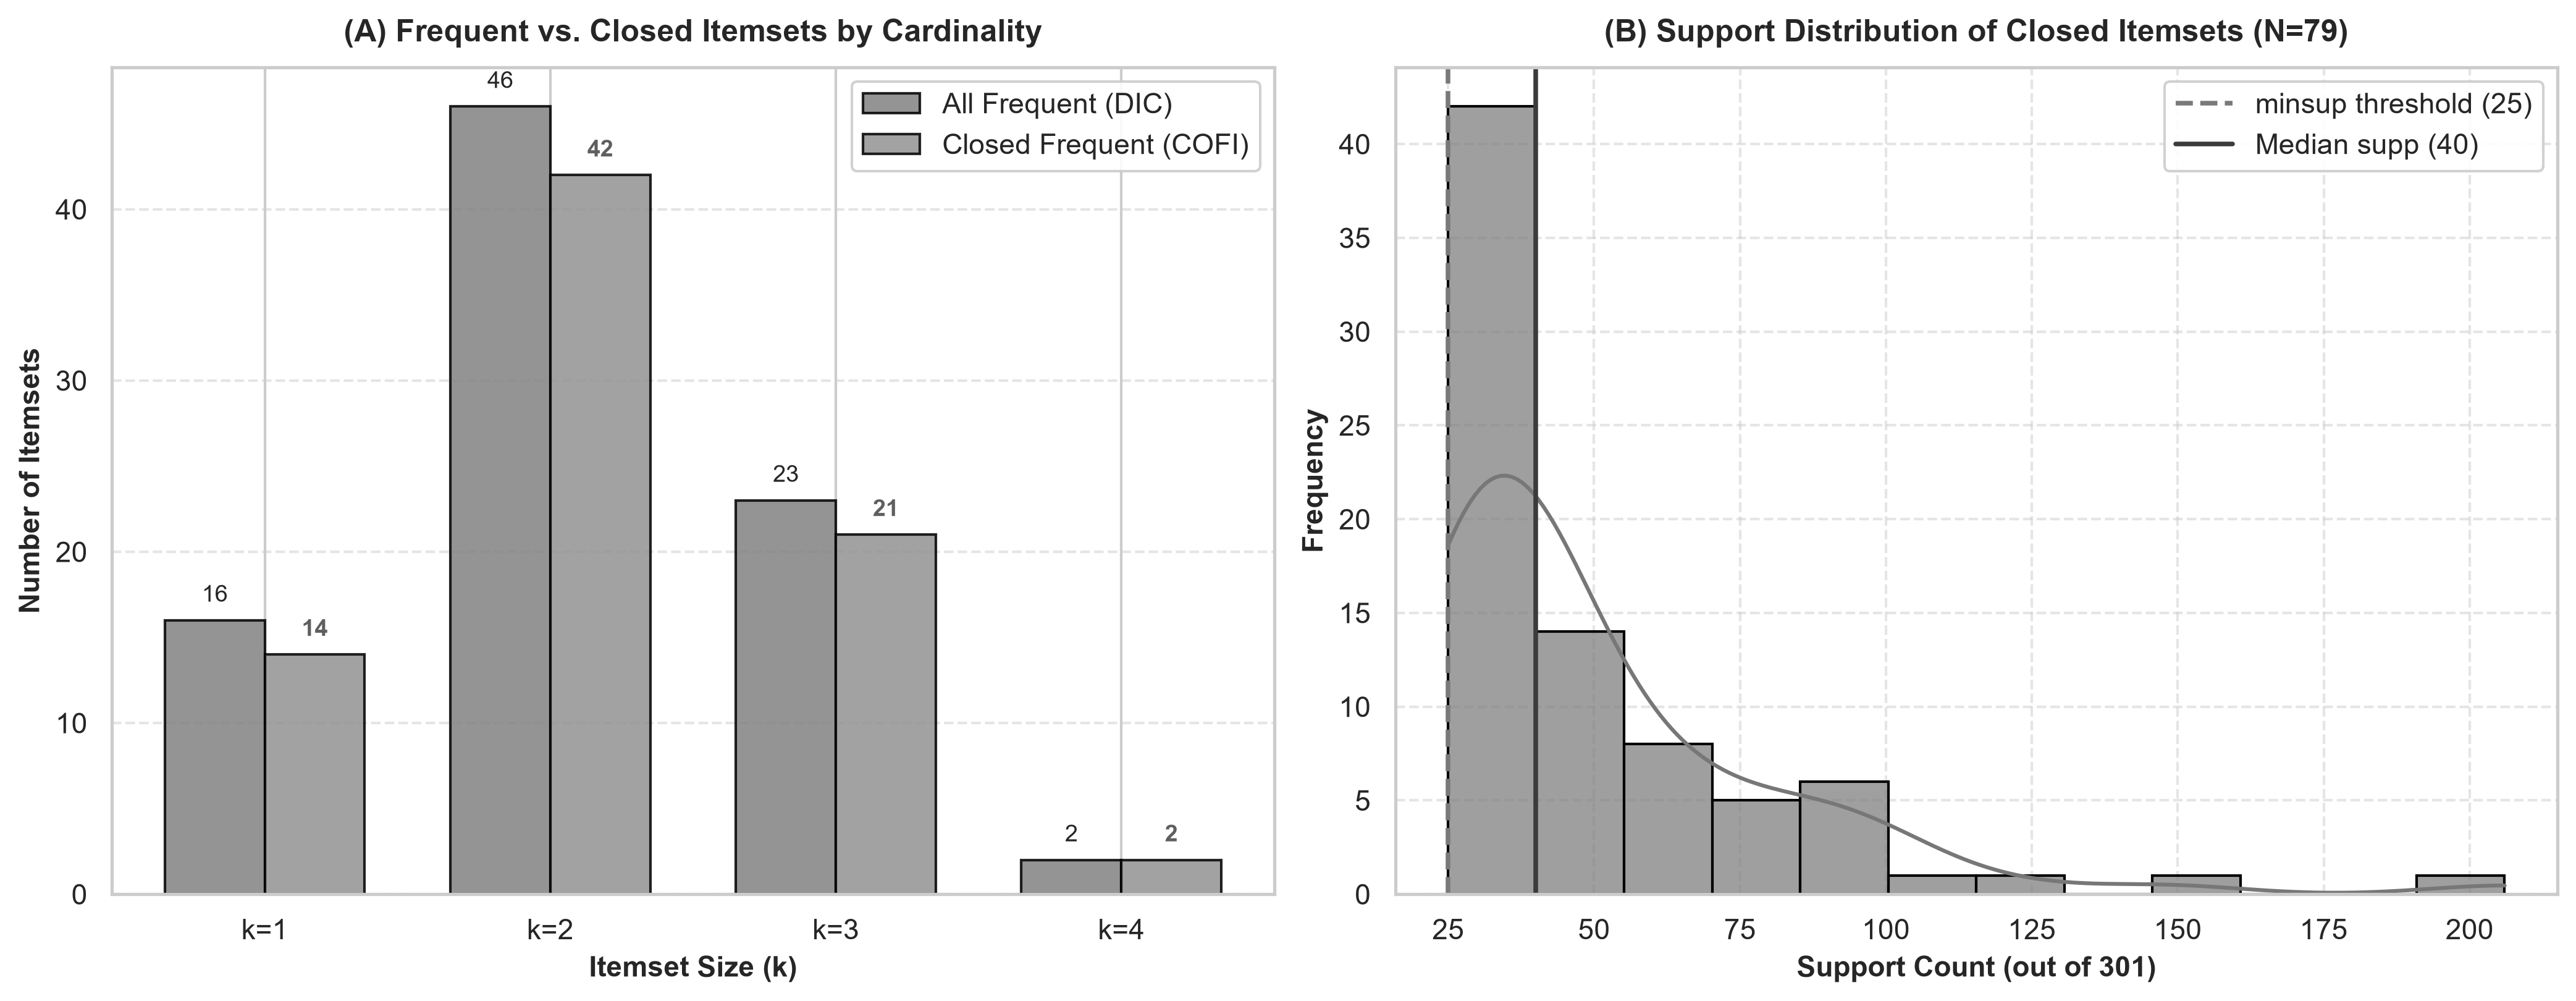 (A) Frequent vs. Closed Itemsets by Cardinality
All Frequent (DIC)
Closed Frequent (COFI)
46
42
23
21
16
14
2
2
40
30
20
10
0
Number of Itemsets
k=1
k=2
k=3
k=4
Itemset Size (k)
(B) Support Distribution of Closed Itemsets (N=79)
minsup threshold (25)
Median supp (40)
40
35
30
25
20
15
10
5
0
Frequency
25
50
75
100
125
150
175
200
Support Count (out of 301)